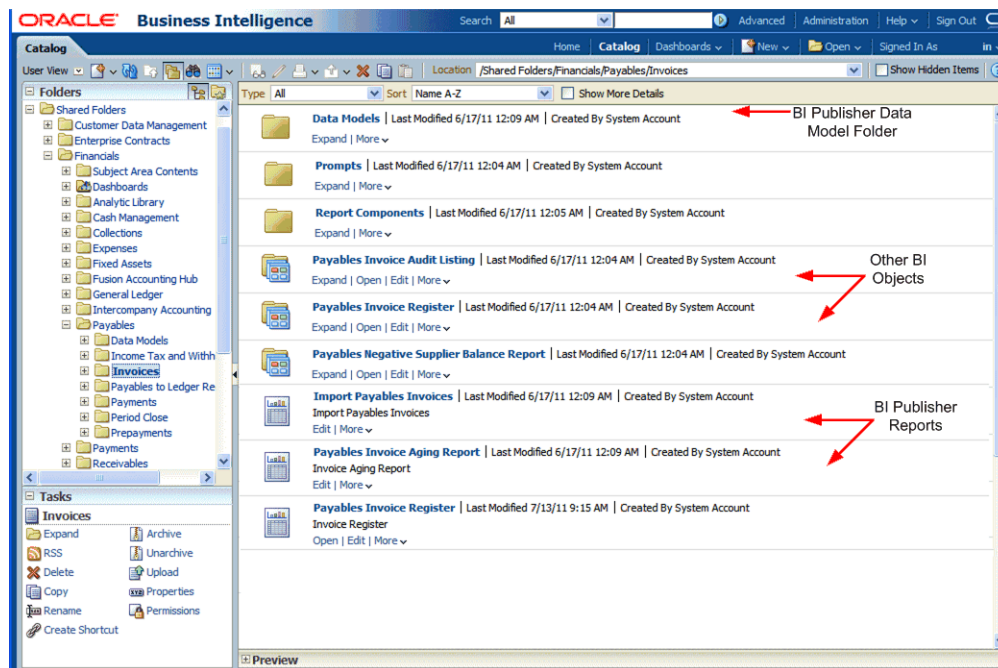 ORACLE Business Intelligence
Search All Advanced Administration Help Sign Out
Catalog
Home Catalog Dashboards New Open Signed In As in
User View Location /Shared Folders/Financials/Payables/Invoices Show Hidden Items
Folders
Shared Folders
Customer Data Management
Enterprise Contracts
Financials
Subject Area Contents
Dashboards
Analytic Library
Cash Management
Collections
Expenses
Fixed Assets
Fusion Accounting Hub
General Ledger
Intercompany Accounting
Payables
Data Models
Income Tax and Withh
Invoices
Payables to Ledger Re
Payments
Period Close
Prepayments
Payments
Receivables
Tasks
Invoices
Expand Archive
RSS Unarchive
Delete Upload
Copy Properties
Rename Permissions
Create Shortcut
Type All Sort Name A-Z Show More Details
Data Models | Last Modified 6/17/11 12:09 AM | Created By System Account
Expand | More
Prompts | Last Modified 6/17/11 12:04 AM | Created By System Account
Expand | More
Report Components | Last Modified 6/17/11 12:05 AM | Created By System Account
Expand | More
Payables Invoice Audit Listing | Last Modified 6/17/11 12:04 AM | Created By System Account
Expand | Open | Edit | More
Payables Invoice Register | Last Modified 6/17/11 12:04 AM | Created By System Account
Expand | Open | Edit | More
Payables Negative Supplier Balance Report | Last Modified 6/17/11 12:04 AM | Created By System Account
Expand | Open | Edit | More
Import Payables Invoices | Last Modified 6/17/11 12:09 AM | Created By System Account
Import Payables Invoices
Edit | More
Payables Invoice Aging Report | Last Modified 6/17/11 12:09 AM | Created By System Account
Invoice Aging Report
Edit | More
Payables Invoice Register | Last Modified 7/13/11 9:15 AM | Created By System Account
Invoice Register
Open | Edit | More
Preview
BI Publisher Data
Model Folder
Other BI
Objects
BI Publisher
Reports